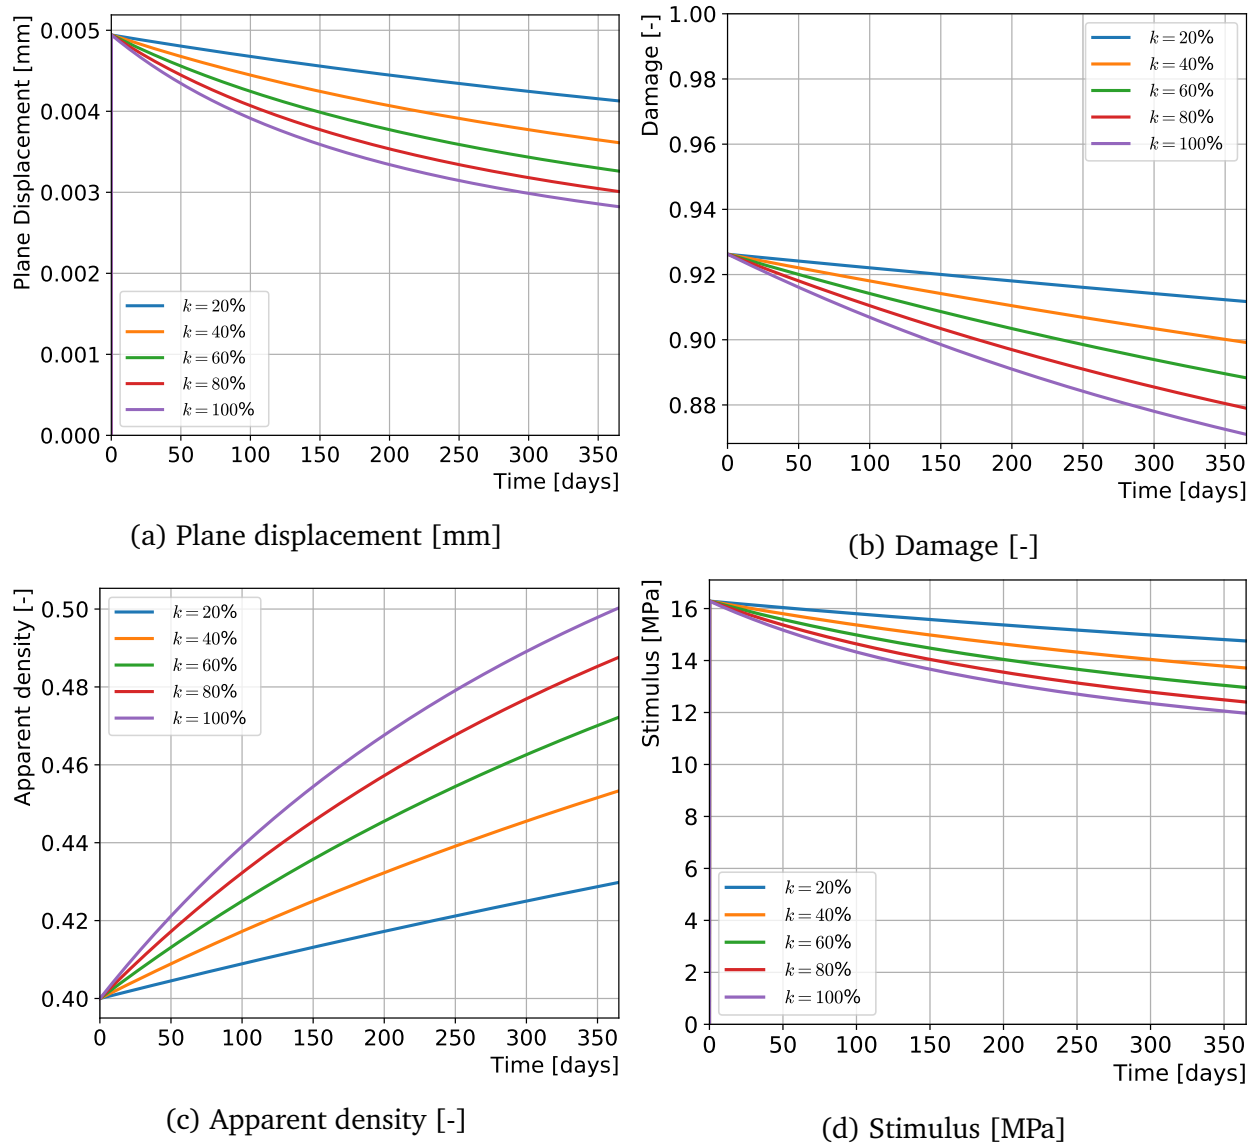 Plane Displacement [mm]
0.005
0.004
0.003
0.002
0.001
0.000
k = 20%
k = 40%
k = 60%
k = 80%
k = 100%
0 50 100 150 200 250 300 350
Time [days]
(a) Plane displacement [mm]
Damage [-]
1.00
0.98
0.96
0.94
0.92
0.90
0.88
k = 20%
k = 40%
k = 60%
k = 80%
k = 100%
0 50 100 150 200 250 300 350
Time [days]
(b) Damage [-]
Apparent density [-]
0.50
0.48
0.46
0.44
0.42
0.40
k = 20%
k = 40%
k = 60%
k = 80%
k = 100%
0 50 100 150 200 250 300 350
Time [days]
(c) Apparent density [-]
Stimulus [MPa]
16
14
12
10
8
6
4
2
0
k = 20%
k = 40%
k = 60%
k = 80%
k = 100%
0 50 100 150 200 250 300 350
Time [days]
(d) Stimulus [MPa]